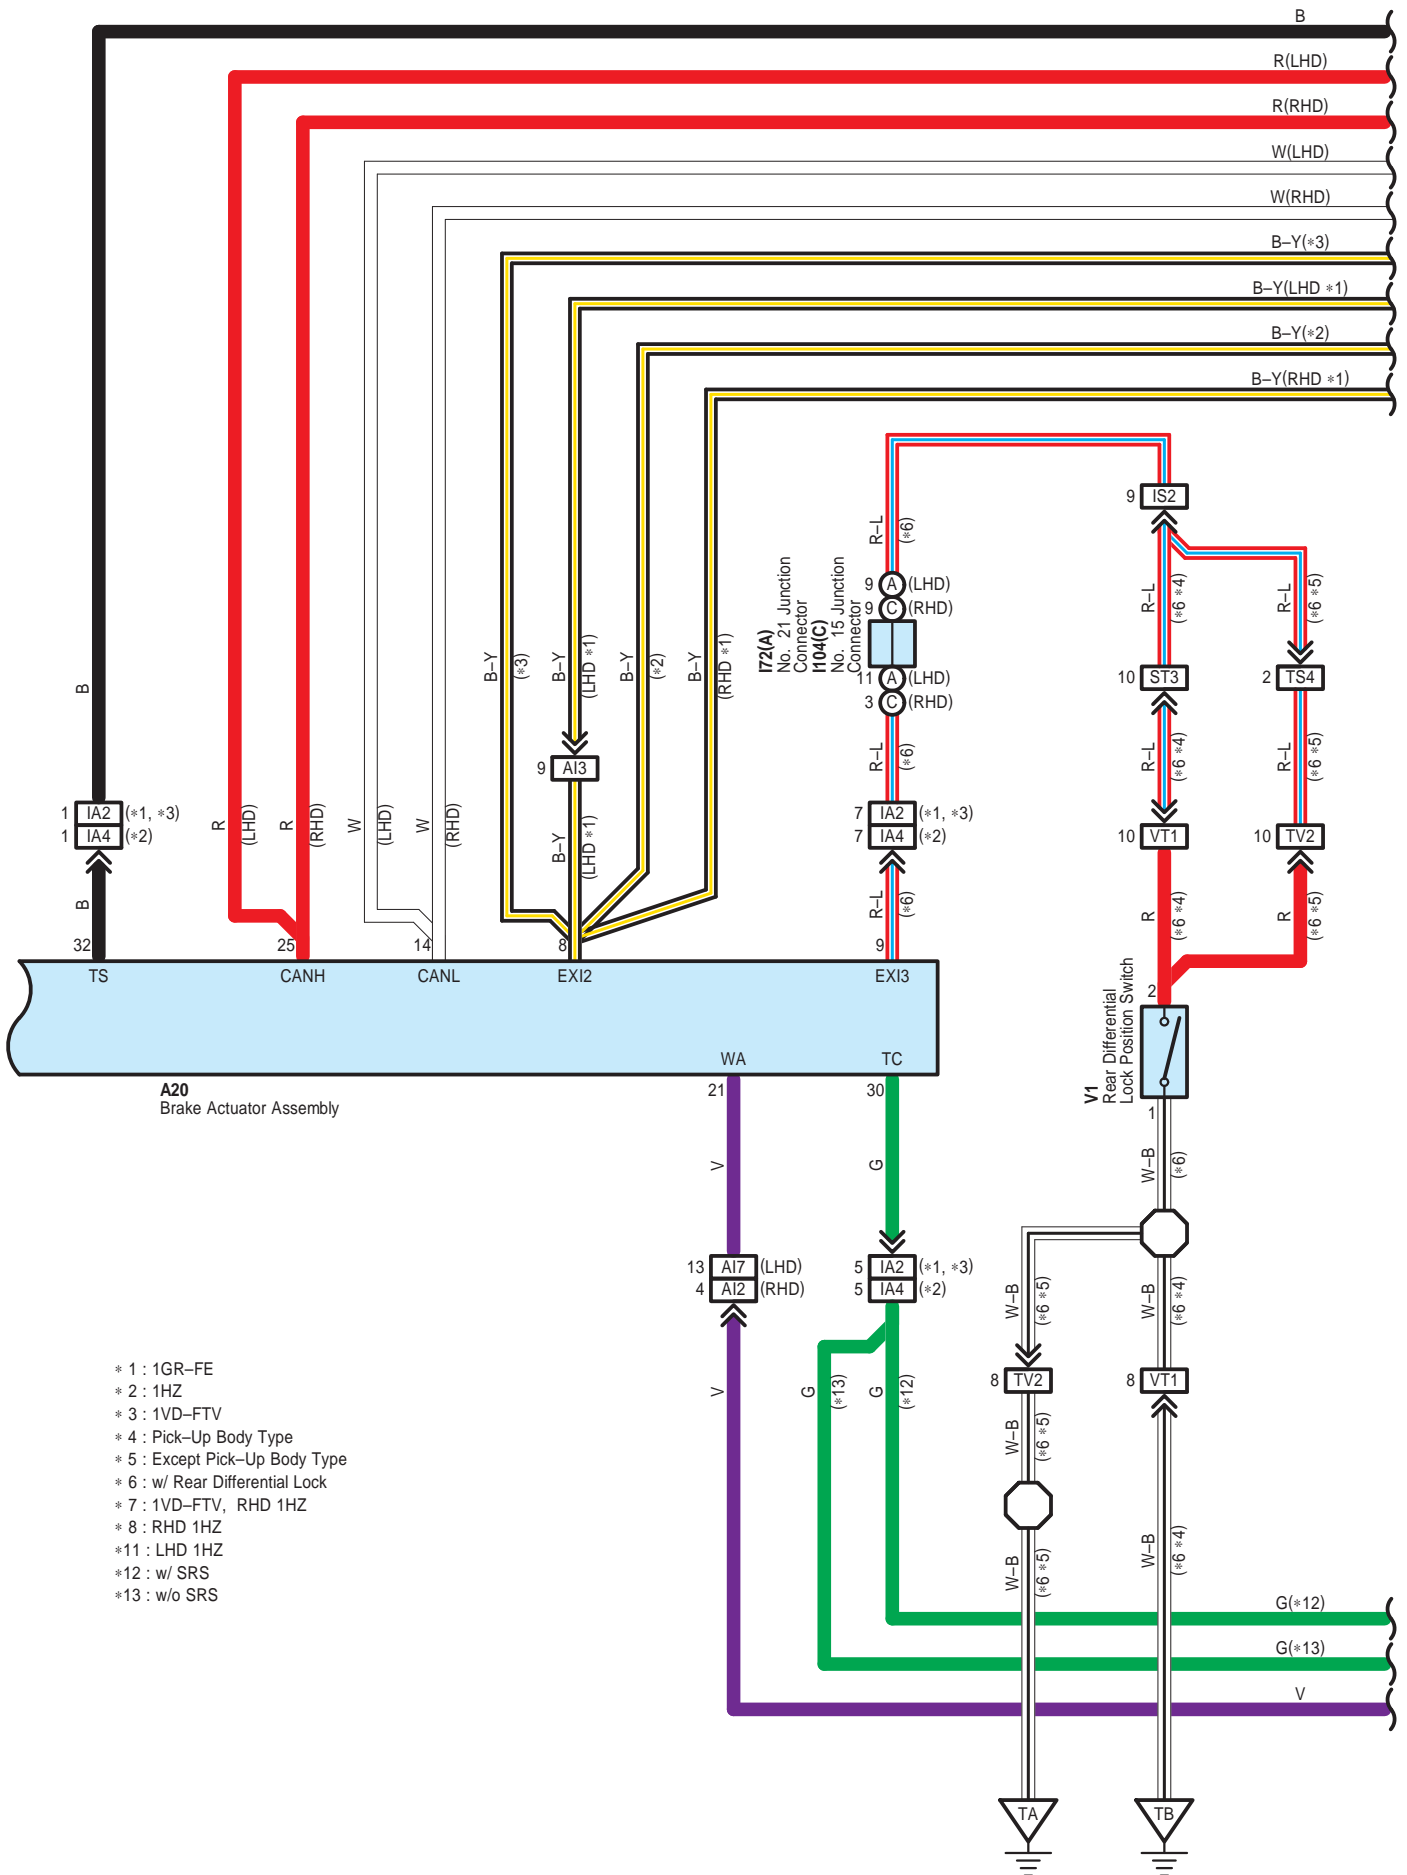 B
R(LHD)
R(RHD)
W(LHD)
W(RHD)
B–Y(*3)
B–Y(LHD *1)
B–Y(*2)
B–Y(RHD *1)
9 IS2
R–L (*6)
R–L (*6 *4)
R–L (*6 *5)
9 A (LHD)
9 C (RHD)
I72(A)
No. 21 Junction
Connector
I104(C)
No. 15 Junction
Connector
11 A (LHD)
3 C (RHD)
10 ST3
2 TS4
B
B–Y (*3)
B–Y (LHD *1)
B–Y (*2)
B–Y (RHD *1)
9 AI3
R–L (*6)
R–L (*6 *4)
R–L (*6 *5)
1 IA2 (*1, *3)
1 IA4 (*2)
R (LHD)
R (RHD)
W (LHD)
W (RHD)
B–Y (LHD *1)
7 IA2 (*1, *3)
7 IA4 (*2)
10 VT1
10 TV2
B
R–L (*6)
R (*6 *4)
R (*6 *5)
32
25
14
8
9
TS
CANH
CANL
EXI2
EXI3
2
V1
Rear Differential
Lock Position Switch
1
WA
TC
21
30
A20
Brake Actuator Assembly
V
G
W–B (*6)
13 AI7 (LHD)
4 AI2 (RHD)
5 IA2 (*1, *3)
5 IA4 (*2)
W–B (*6 *5)
W–B (*6 *4)
8 TV2
8 VT1
V
G (*13)
G (*12)
W–B (*6 *5)
W–B (*6 *5)
W–B (*6 *4)
* 1 : 1GR–FE
* 2 : 1HZ
* 3 : 1VD–FTV
* 4 : Pick–Up Body Type
* 5 : Except Pick–Up Body Type
* 6 : w/ Rear Differential Lock
* 7 : 1VD–FTV, RHD 1HZ
* 8 : RHD 1HZ
*11 : LHD 1HZ
*12 : w/ SRS
*13 : w/o SRS
G(*12)
G(*13)
V
TA
TB